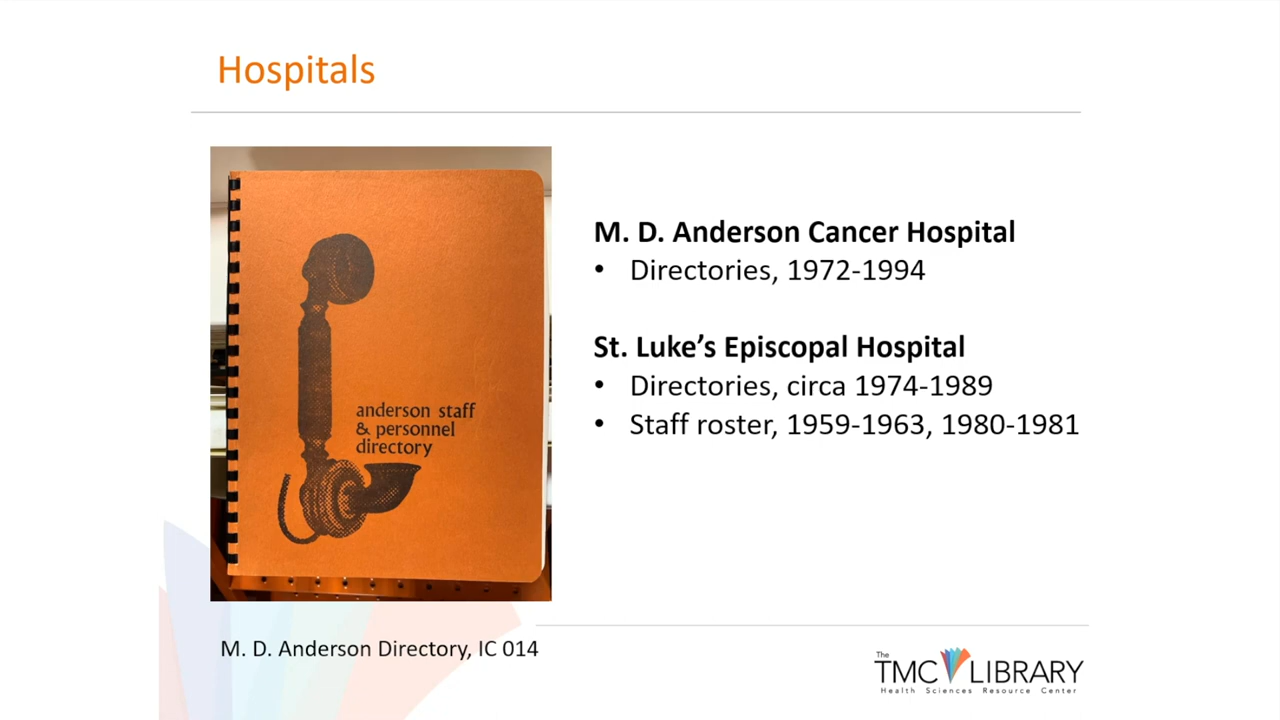 Hospitals
anderson staff
& personnel
directory
M. D. Anderson Cancer Hospital
• Directories, 1972-1994
St. Luke’s Episcopal Hospital
• Directories, circa 1974-1989
• Staff roster, 1959-1963, 1980-1981
M. D. Anderson Directory, IC 014
The
TMC LIBRARY
Health Sciences Resource Center